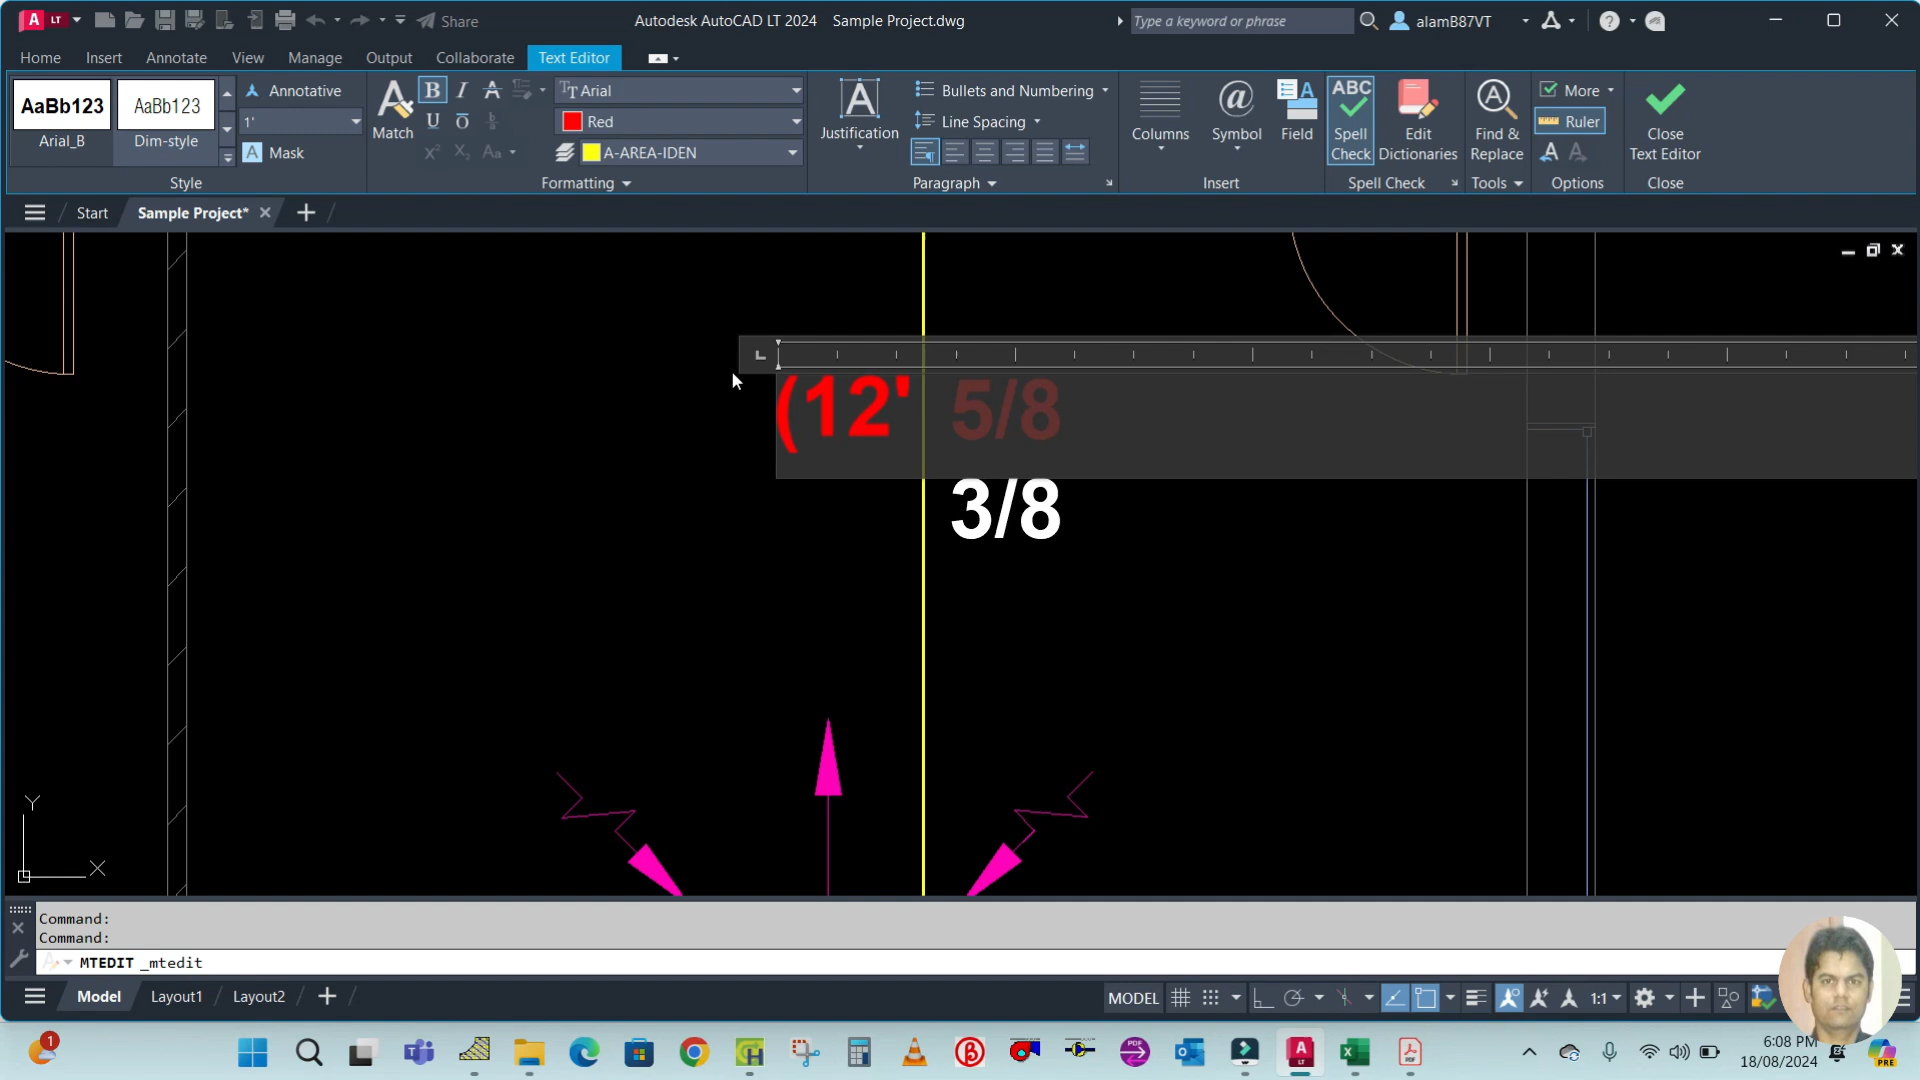 A LT
Share
Autodesk AutoCAD LT 2024 Sample Project.dwg
Type a keyword or phrase
alamB87VT
Home Insert Annotate View Manage Output Collaborate Text Editor
AaBb123 AaBb123
Arial_B Dim-style
Annotative
1'
Mask
Style
Match
Arial
Red
A-AREA-IDEN
Formatting
Justification
Bullets and Numbering
Line Spacing
Paragraph
Columns
Symbol
Field
Insert
ABC
Spell
Check
Edit
Dictionaries
Spell Check
Find &
Replace
Tools
More
Ruler
Options
Close
Text Editor
Close
Start Sample Project*
(12' 5/8
3/8
Y
X
Command:
Command:
MTEDIT _mtedit
Model Layout1 Layout2
MODEL
1:1
1
6:08 PM
18/08/2024